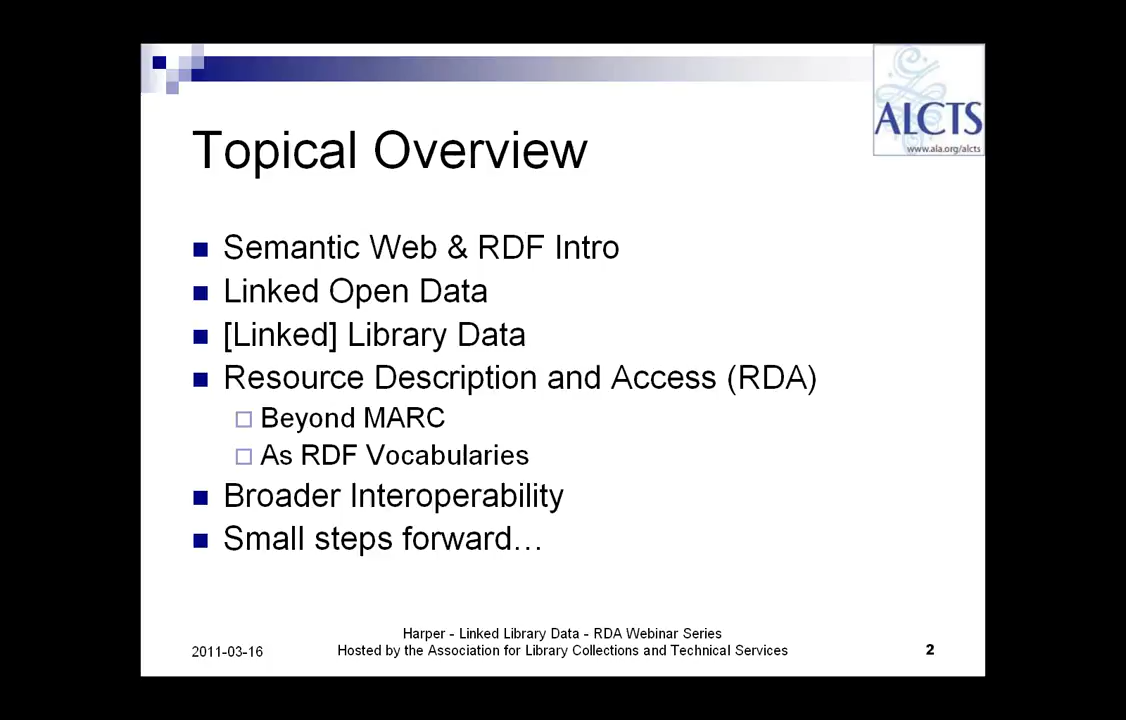 ALCTS
www.ala.org/alcts
Topical Overview
Semantic Web & RDF Intro
Linked Open Data
[Linked] Library Data
Resource Description and Access (RDA)
Beyond MARC
As RDF Vocabularies
Broader Interoperability
Small steps forward…
2011-03-16
Harper - Linked Library Data - RDA Webinar Series
Hosted by the Association for Library Collections and Technical Services
2